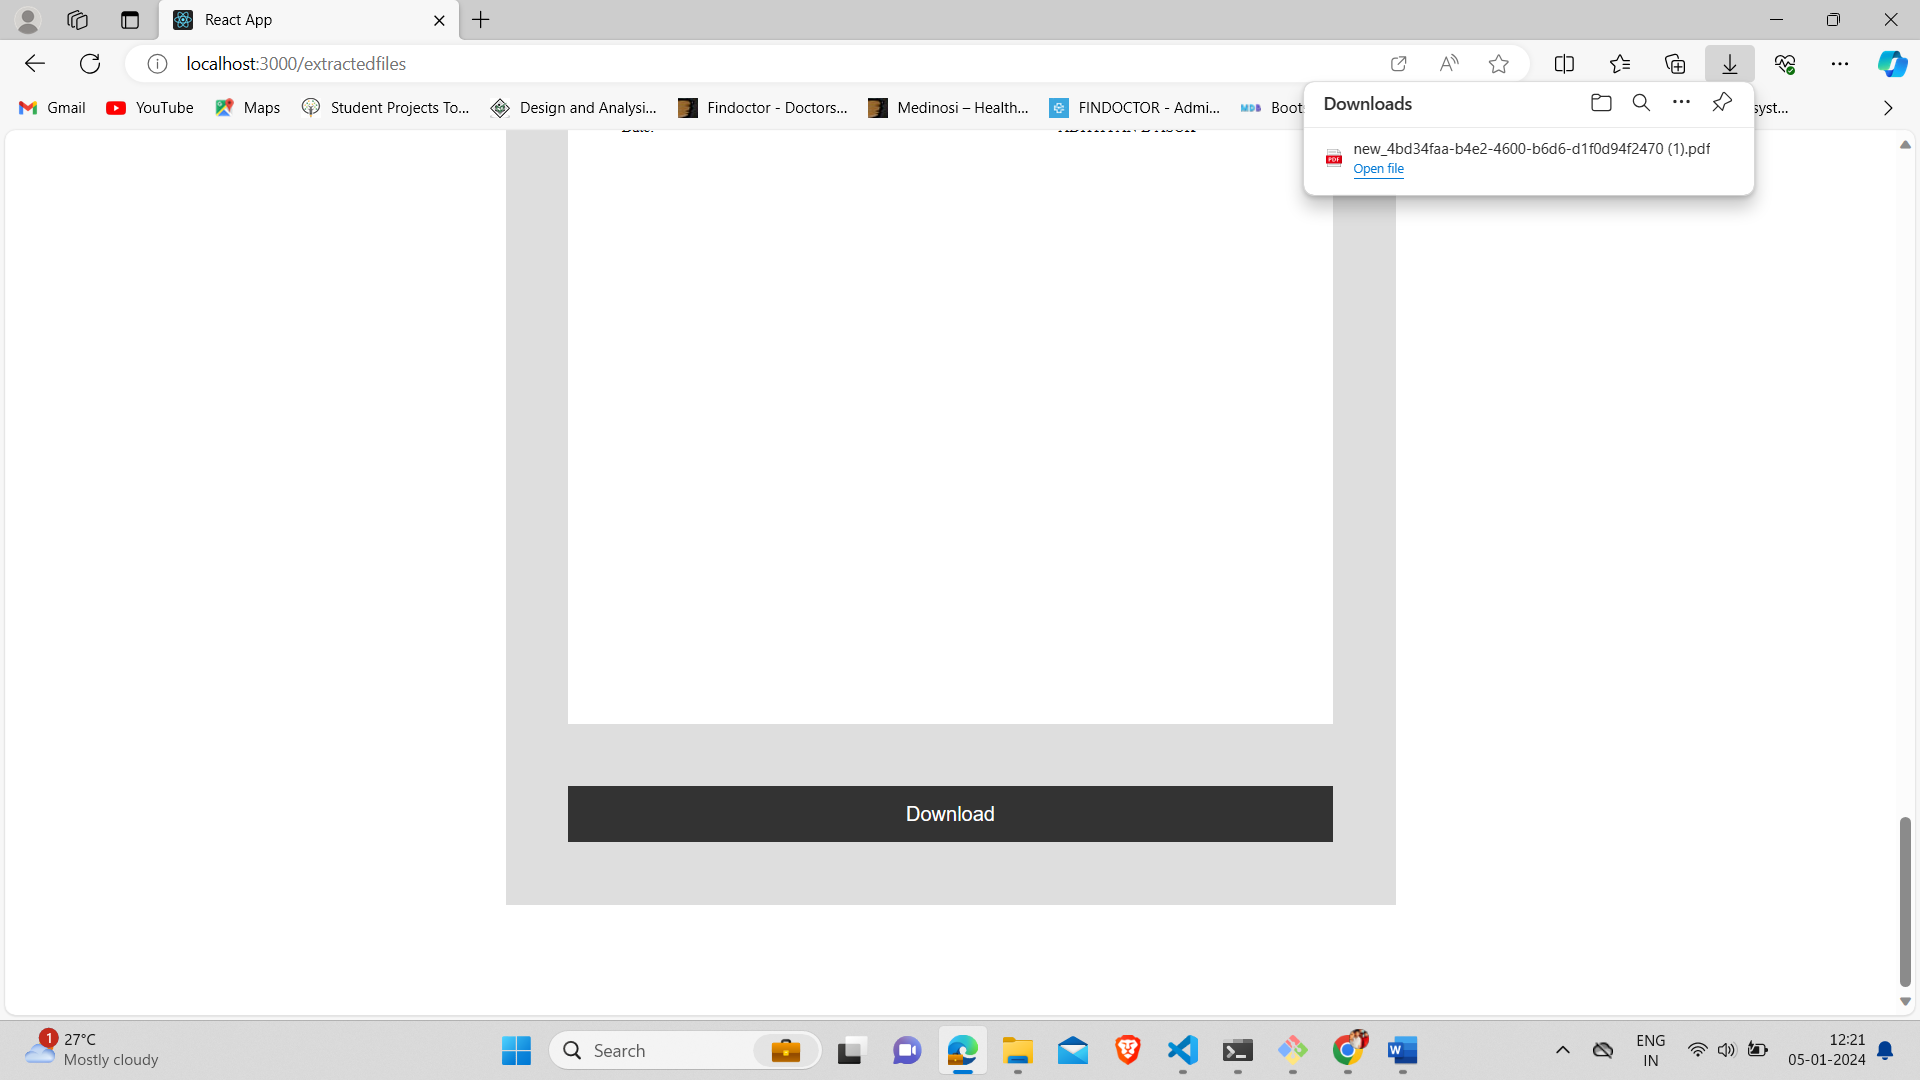 React App
localhost:3000/extractedfiles
Gmail
YouTube
Maps
Student Projects To...
Design and Analysi...
Findoctor - Doctors...
Medinosi – Health...
FINDOCTOR - Admi...
MDB
Boot
syst...
Downloads
PDF
new_4bd34faa-b4e2-4600-b6d6-d1f0d94f2470 (1).pdf
Open file
Download
1
27°C
Mostly cloudy
Search
ENG
IN
12:21
05-01-2024